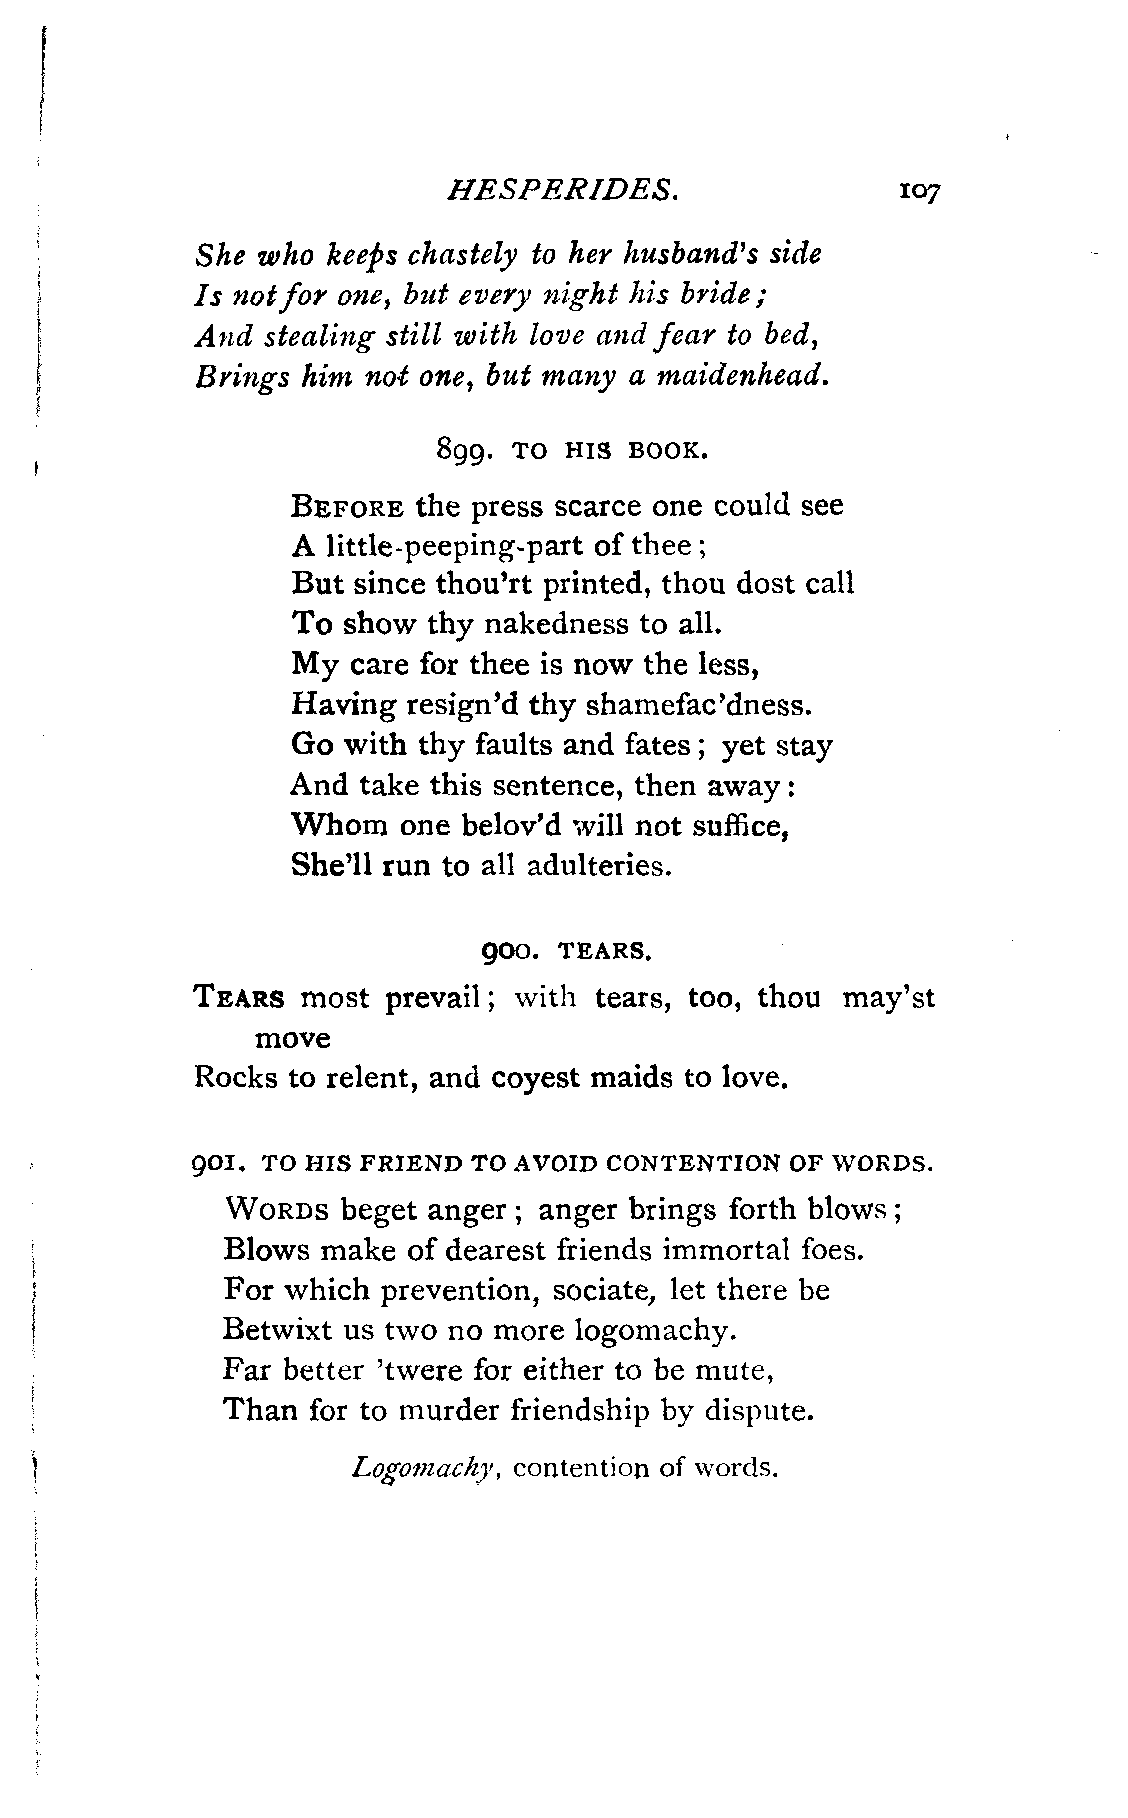 HESPERIDES. 107
She who keeps chastely to her husband's side
Is not for one, but every night his bride;
And stealing still with love and fear to bed,
Brings him not one, but many a maidenhead.
899. TO HIS BOOK.
BEFORE the press scarce one could see
A little-peeping-part of thee;
But since thou'rt printed, thou dost call
To show thy nakedness to all.
My care for thee is now the less,
Having resign'd thy shamefac'dness.
Go with thy faults and fates; yet stay
And take this sentence, then away:
Whom one belov'd will not suffice,
She'll run to all adulteries.
900. TEARS.
TEARS most prevail; with tears, too, thou may'st
move
Rocks to relent, and coyest maids to love.
901. TO HIS FRIEND TO AVOID CONTENTION OF WORDS.
WORDS beget anger; anger brings forth blows;
Blows make of dearest friends immortal foes.
For which prevention, sociate, let there be
Betwixt us two no more logomachy.
Far better 'twere for either to be mute,
Than for to murder friendship by dispute.
Logomachy, contention of words.